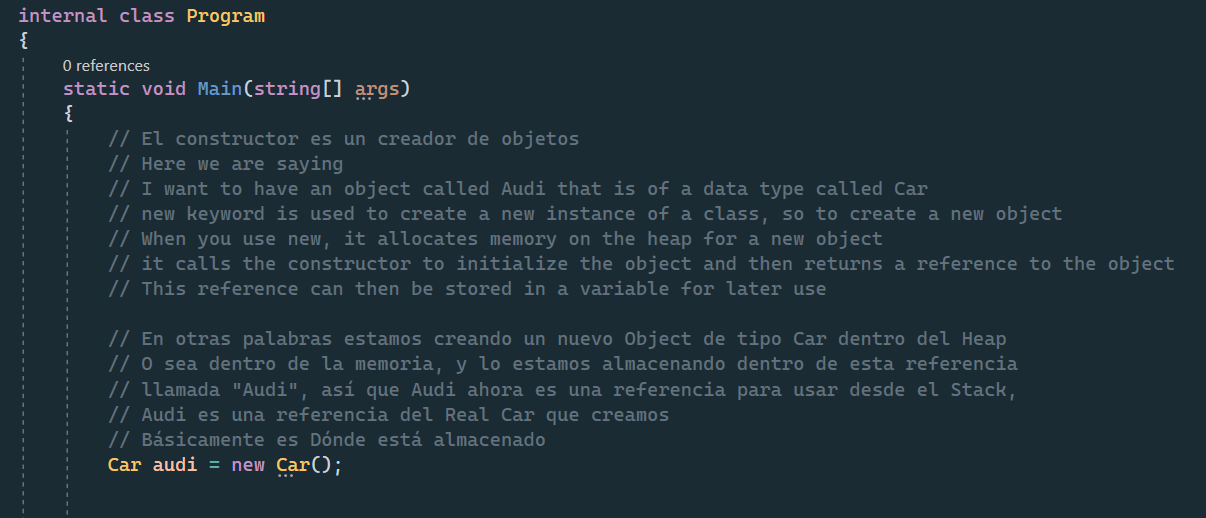 internal class Program
{
0 references
static void Main(string[] args)
{
// El constructor es un creador de objetos
// Here we are saying
// I want to have an object called Audi that is of a data type called Car
// new keyword is used to create a new instance of a class, so to create a new object
// When you use new, it allocates memory on the heap for a new object
// it calls the constructor to initialize the object and then returns a reference to the object
// This reference can then be stored in a variable for later use
// En otras palabras estamos creando un nuevo Object de tipo Car dentro del Heap
// O sea dentro de la memoria, y lo estamos almacenando dentro de esta referencia
// llamada "Audi", así que Audi ahora es una referencia para usar desde el Stack,
// Audi es una referencia del Real Car que creamos
// Básicamente es Dónde está almacenado
Car audi = new Car();